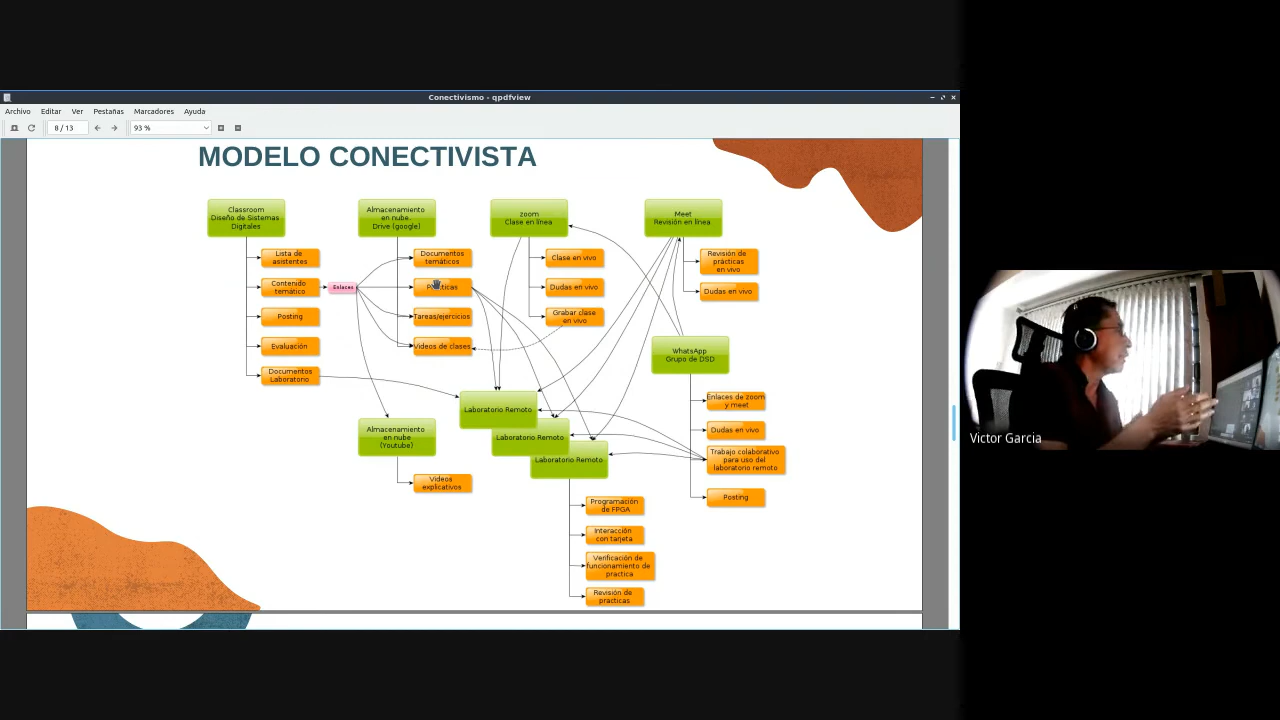 Conectivismo - qpdfview
Archivo Editar Ver Pestañas Marcadores Ayuda
8 / 13
93 %
MODELO CONECTIVISTA
Classroom
Diseño de Sistemas
Digitales
Lista de
asistentes
Contenido
temático
Posting
Evaluación
Documentos
Laboratorio
Enlaces
Almacenamiento
en nube.
Drive (google)
Documentos
temáticos
Tareas/ejercicios
Videos de clases
Almacenamiento
en nube
(Youtube)
Videos
explicativos
zoom
Clase en línea
Clase en vivo
Dudas en vivo
Grabar clase
en vivo
Laboratorio Remoto
Laboratorio Remoto
Laboratorio Remoto
Programación
de FPGA
Interacción
con tarjeta
Verificación de
funcionamiento de
practica
Revisión de
practicas
Meet
Revisión en línea
Revisión de
prácticas
en vivo
Dudas en vivo
WhatsApp
Grupo de DSD
Enlaces de zoom
y meet
Dudas en vivo
Trabajo colaborativo
para uso del
laboratorio remoto
Posting
Victor Garcia